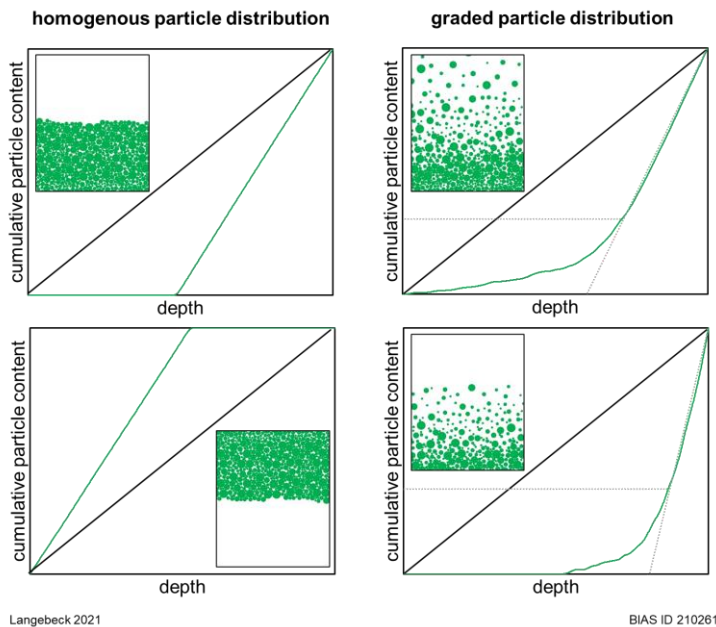 homogenous particle distribution
graded particle distribution
cumulative particle content
depth
cumulative particle content
depth
cumulative particle content
depth
cumulative particle content
depth
Langebeck 2021
BIAS ID 210261